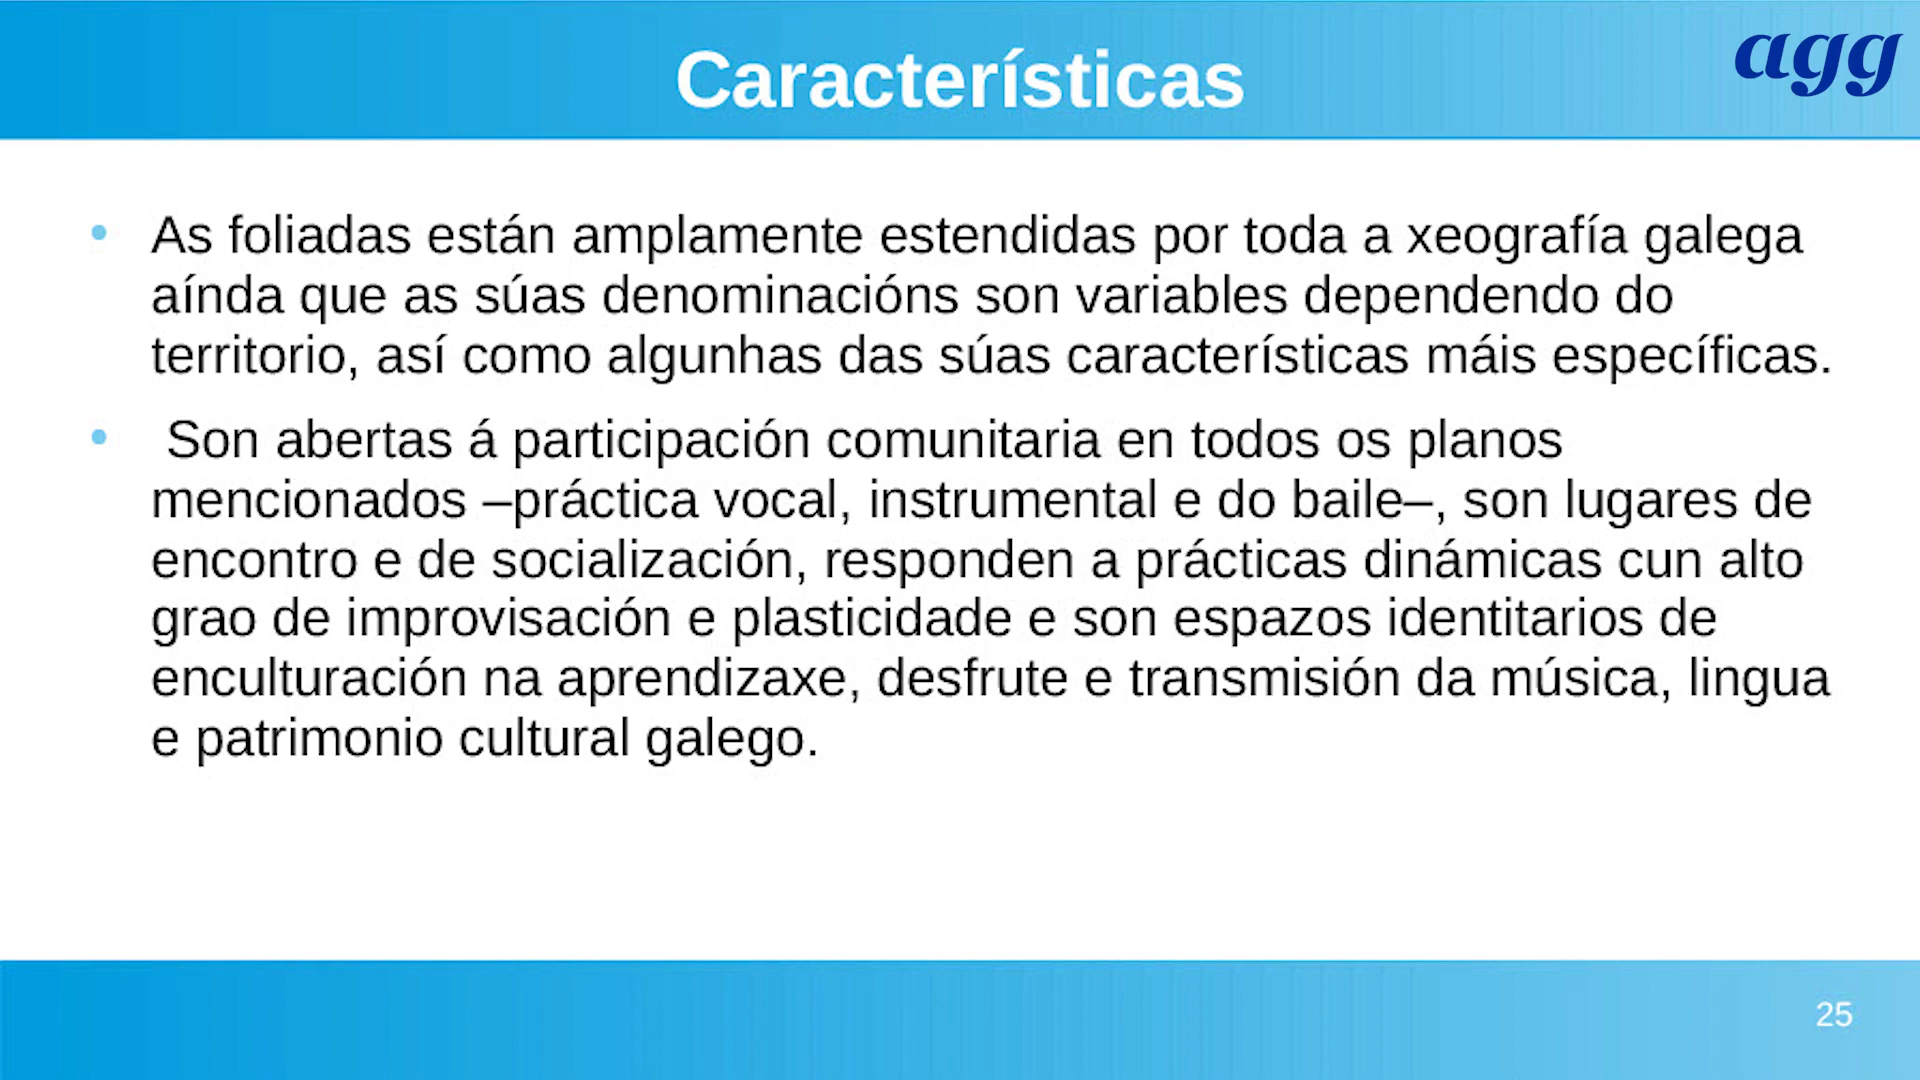 Características
agg
• As foliadas están amplamente estendidas por toda a xeografía galega
aínda que as súas denominacións son variables dependendo do
territorio, así como algunhas das súas características máis específicas.
• Son abertas á participación comunitaria en todos os planos
mencionados –práctica vocal, instrumental e do baile–, son lugares de
encontro e de socialización, responden a prácticas dinámicas cun alto
grao de improvisación e plasticidade e son espazos identitarios de
enculturación na aprendizaxe, desfrute e transmisión da música, lingua
e patrimonio cultural galego.
25